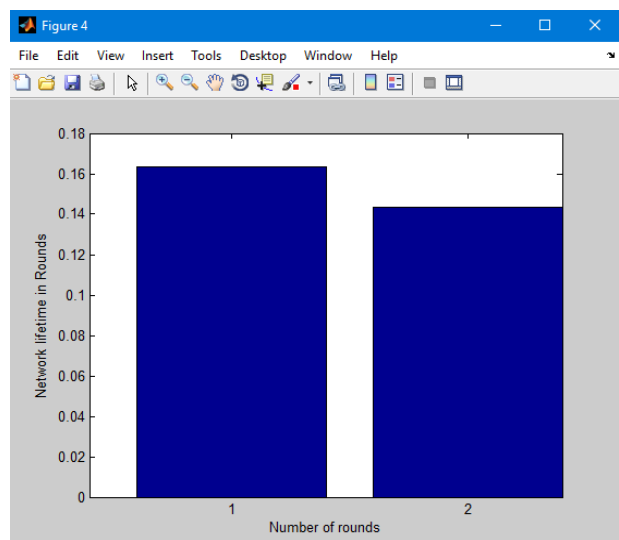 Figure 4
File Edit View Insert Tools Desktop Window Help
0.18
0.16
0.14
0.12
0.1
0.08
0.06
0.04
0.02
0
Network lifetime in Rounds
1 2
Number of rounds